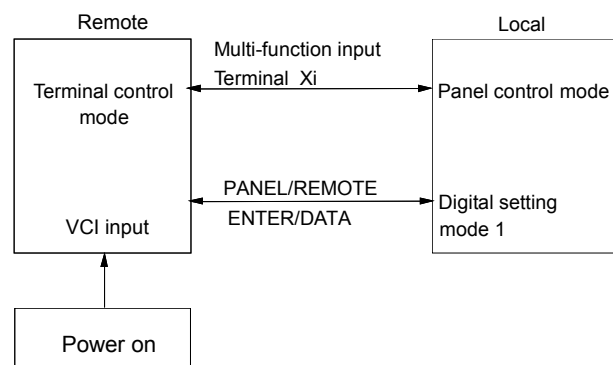 Remote
Local
Multi-function input
Terminal Xi
Terminal control
mode
Panel control mode
PANEL/REMOTE
ENTER/DATA
VCI input
Digital setting
mode 1
Power on